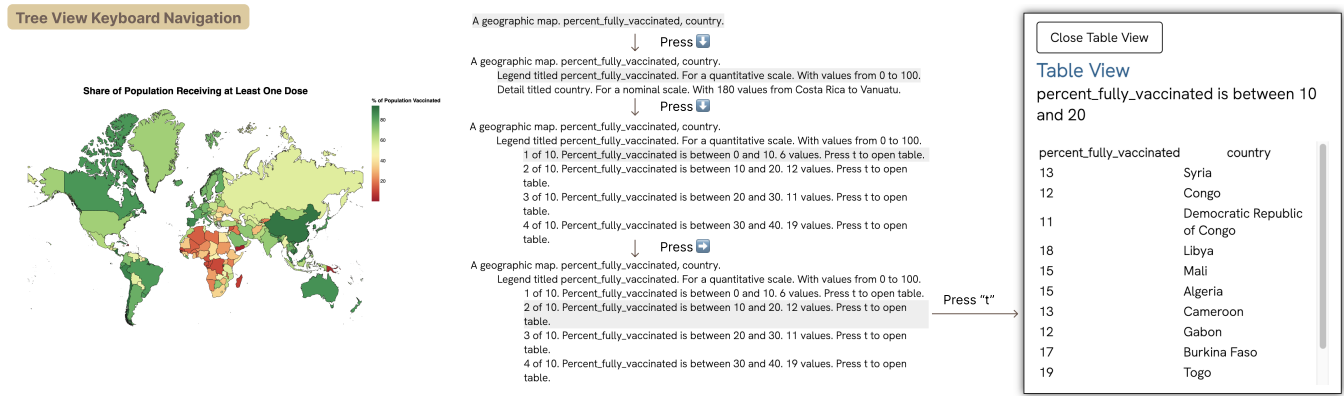 Tree View Keyboard Navigation
Share of Population Receiving at Least One Dose
% of Population Vaccinated
80
60
40
20
A geographic map. percent_fully_vaccinated, country.
Press ⬇️
A geographic map. percent_fully_vaccinated, country.
Legend titled percent_fully_vaccinated. For a quantitative scale. With values from 0 to 100.
Detail titled country. For a nominal scale. With 180 values from Costa Rica to Vanuatu.
Press ⬇️
A geographic map. percent_fully_vaccinated, country.
Legend titled percent_fully_vaccinated. For a quantitative scale. With values from 0 to 100.
1 of 10. Percent_fully_vaccinated is between 0 and 10. 6 values. Press t to open table.
2 of 10. Percent_fully_vaccinated is between 10 and 20. 12 values. Press t to open
table.
3 of 10. Percent_fully_vaccinated is between 20 and 30. 11 values. Press t to open
table.
4 of 10. Percent_fully_vaccinated is between 30 and 40. 19 values. Press t to open
table.
Press ➡️
A geographic map. percent_fully_vaccinated, country.
Legend titled percent_fully_vaccinated. For a quantitative scale. With values from 0 to 100.
1 of 10. Percent_fully_vaccinated is between 0 and 10. 6 values. Press t to open table.
2 of 10. Percent_fully_vaccinated is between 10 and 20. 12 values. Press t to open
table.
3 of 10. Percent_fully_vaccinated is between 20 and 30. 11 values. Press t to open
table.
4 of 10. Percent_fully_vaccinated is between 30 and 40. 19 values. Press t to open
table.
Press "t"
Close Table View
Table View
percent_fully_vaccinated is between 10
and 20
percent_fully_vaccinated country
13 Syria
12 Congo
11 Democratic Republic
of Congo
18 Libya
15 Mali
15 Algeria
13 Cameroon
12 Gabon
17 Burkina Faso
19 Togo